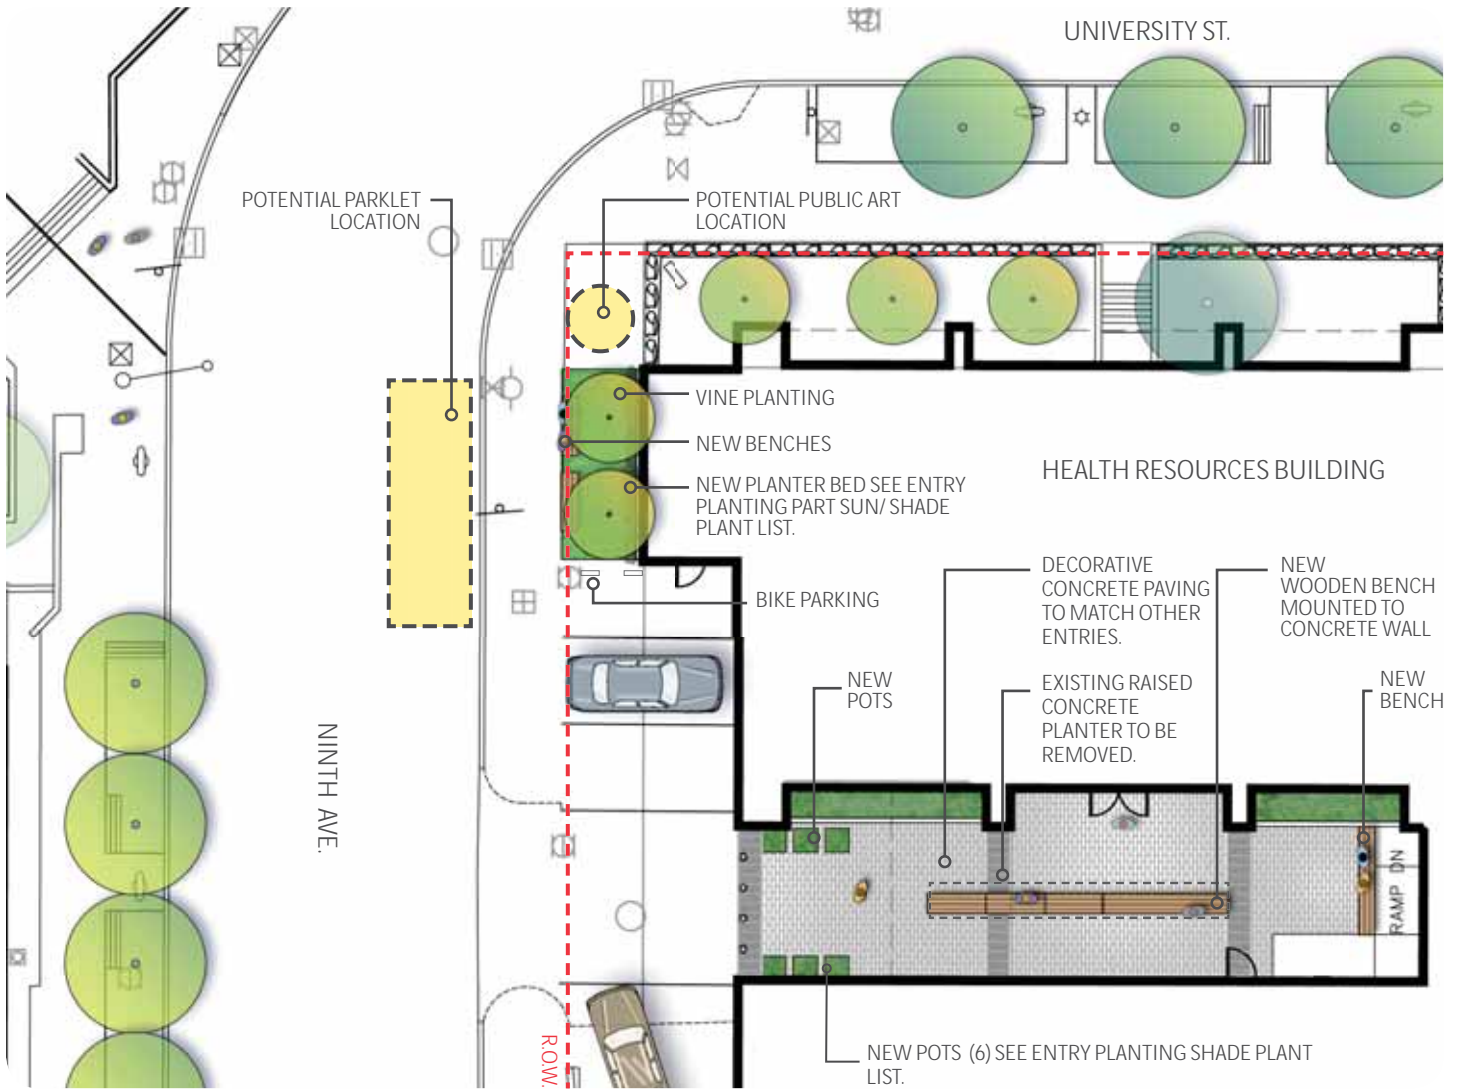 UNIVERSITY ST.
POTENTIAL PARKLET
LOCATION
POTENTIAL PUBLIC ART
LOCATION
VINE PLANTING
NEW BENCHES
NEW PLANTER BED SEE ENTRY
PLANTING PART SUN/ SHADE
PLANT LIST.
HEALTH RESOURCES BUILDING
BIKE PARKING
DECORATIVE
CONCRETE PAVING
TO MATCH OTHER
ENTRIES.
NEW
WOODEN BENCH
MOUNTED TO
CONCRETE WALL
NEW
POTS
EXISTING RAISED
CONCRETE
PLANTER TO BE
REMOVED.
NEW
BENCH
NINTH AVE.
RAMP DN
R.O.W.
NEW POTS (6) SEE ENTRY PLANTING SHADE PLANT
LIST.